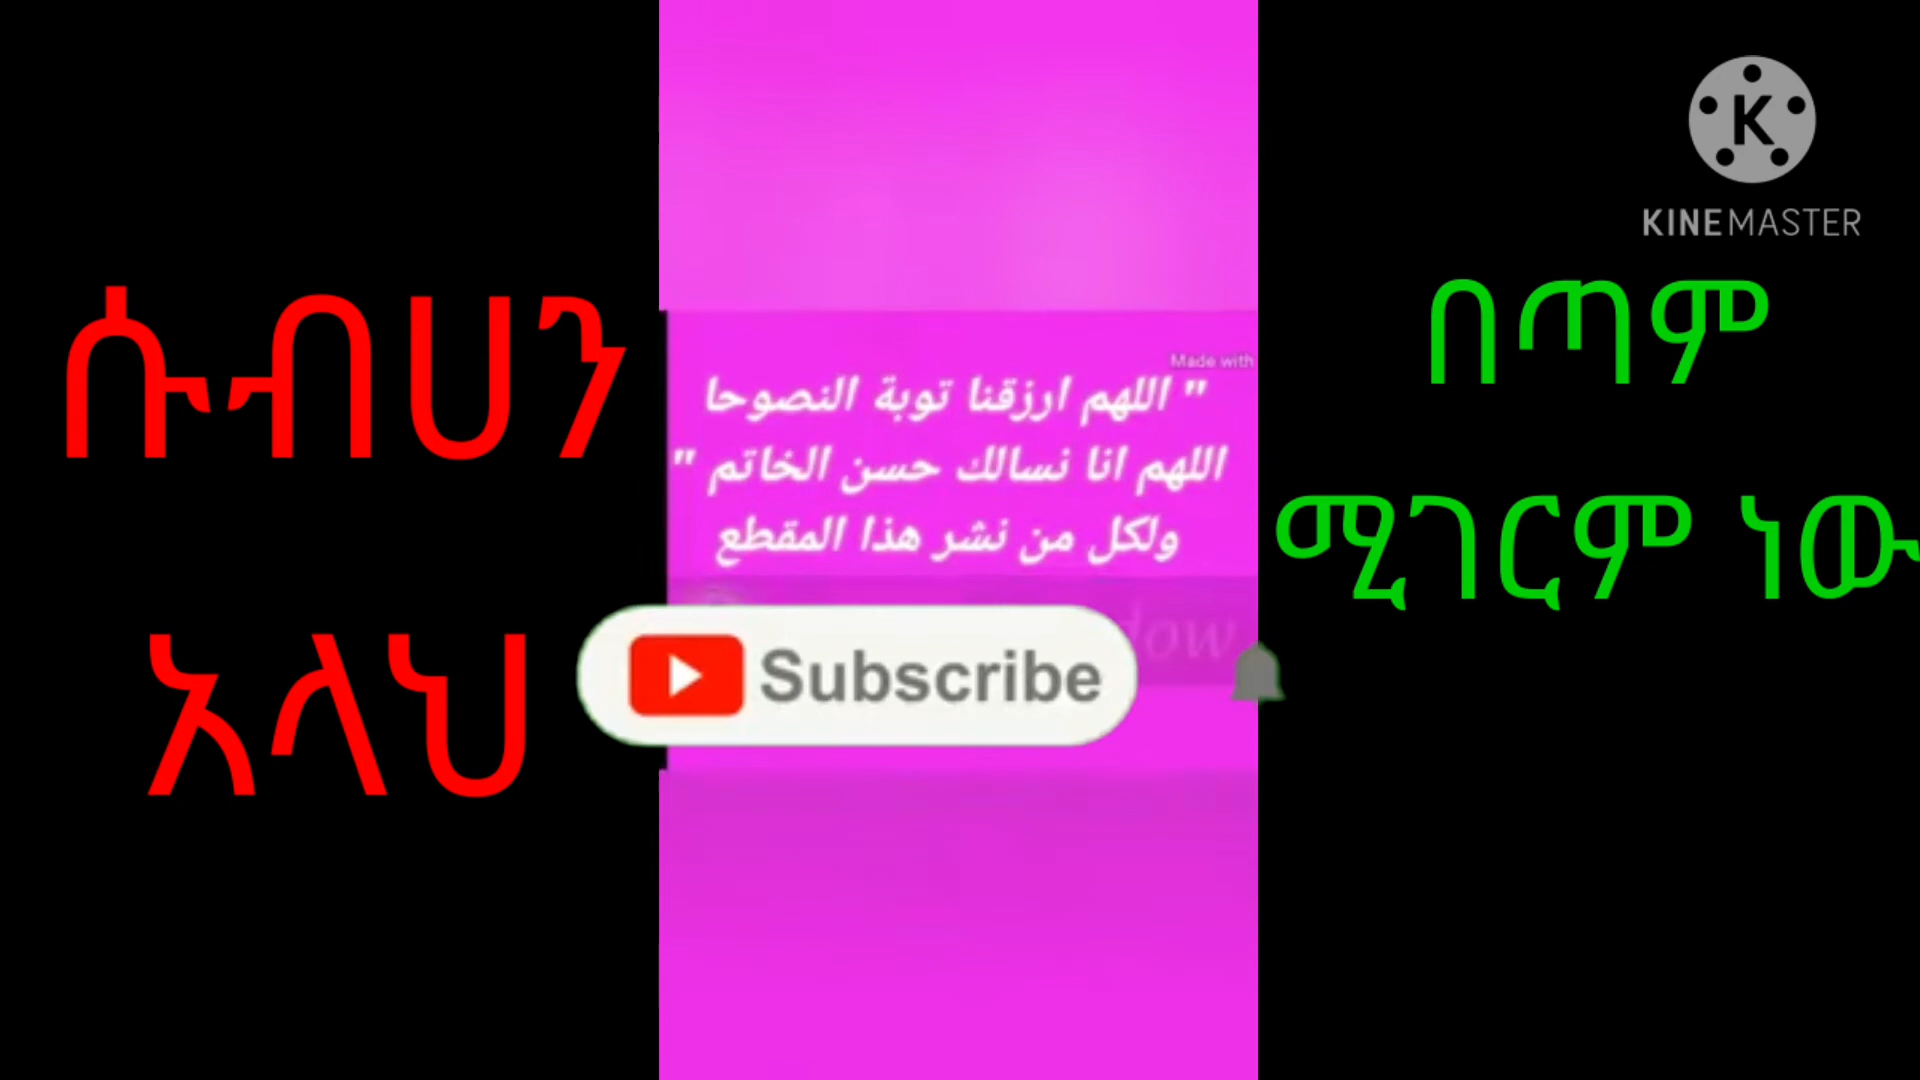 KINEMASTER
ሱብሀን
አላህ
Made with
" اللهم ارزقنا توبة النصوحا
اللهم انا نسالك حسن الخاتم "
ولكل من نشر هذا المقطع
Subscribe
በጣም
ሚገርም ነው